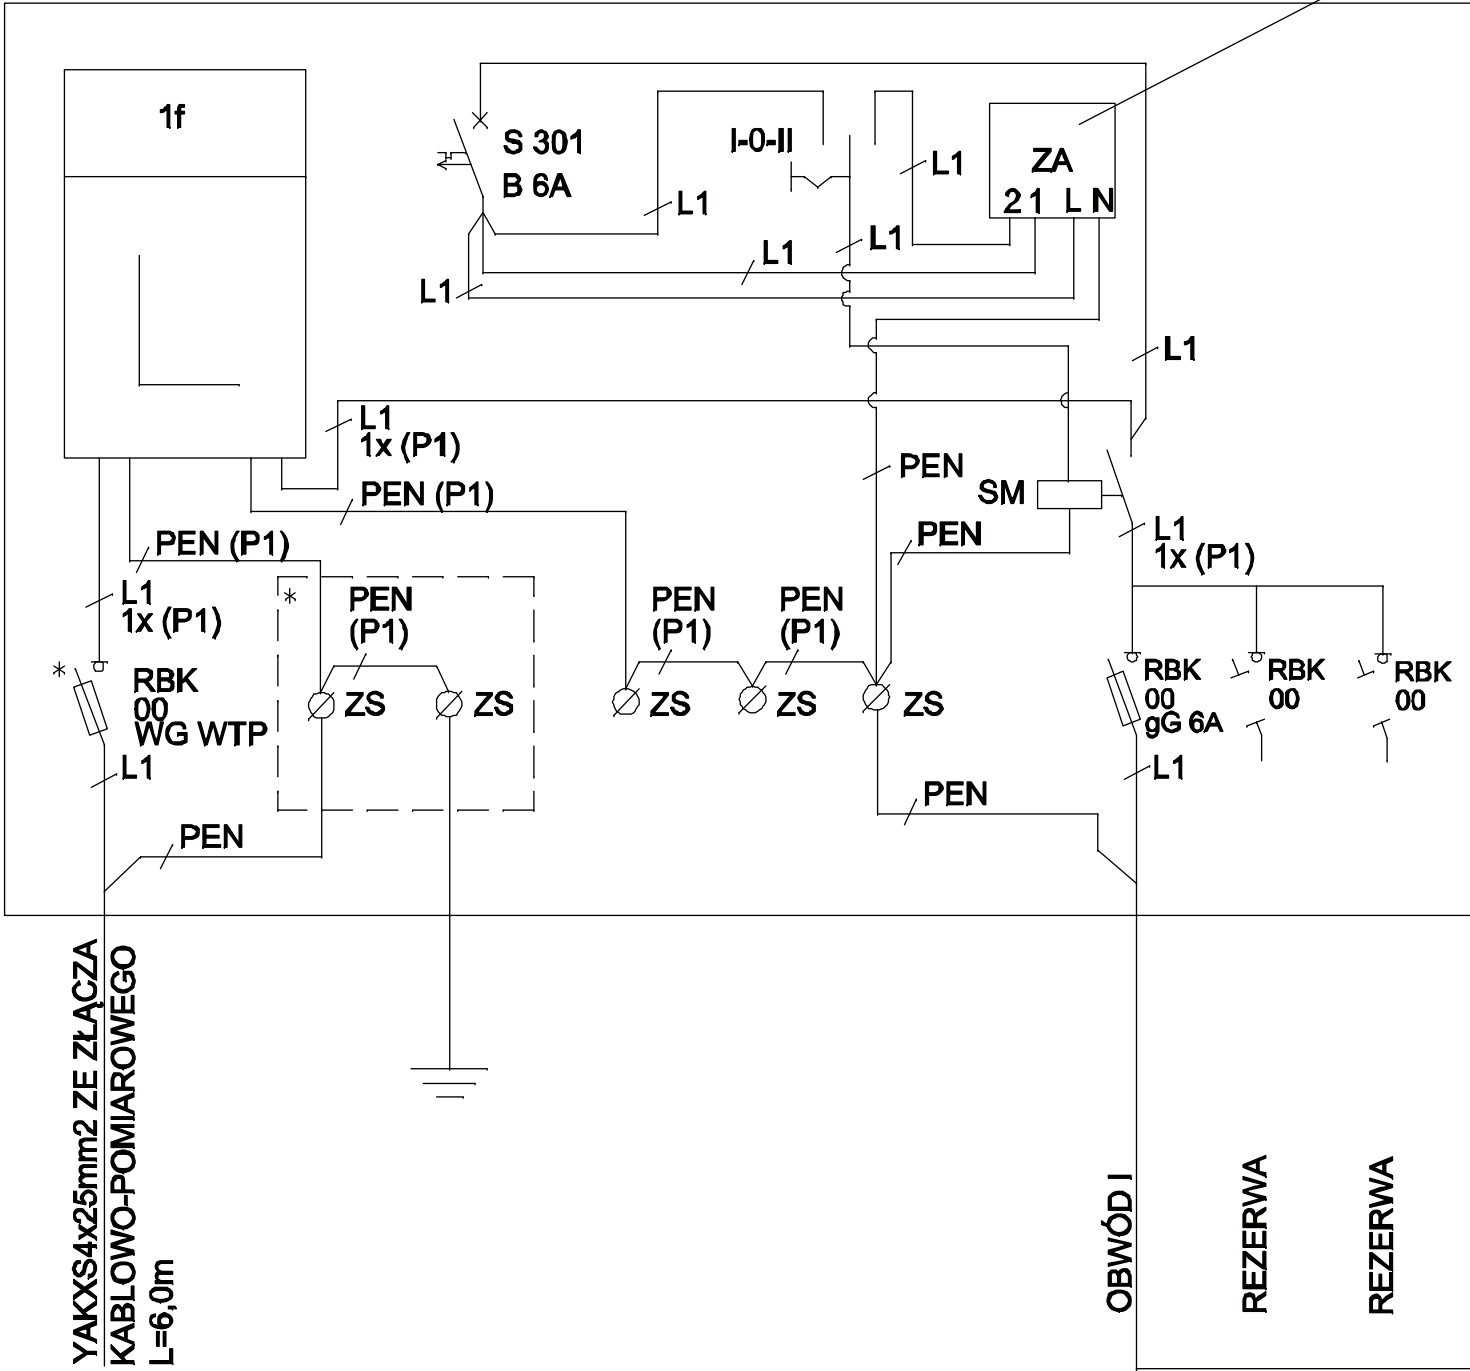 1f
S 301
B 6A
I-0-II
ZA
2 1 L N
L1
L1
L1
L1
L1
L1
L1
1x (P1)
PEN (P1)
PEN (P1)
L1
1x (P1)
PEN
SM
PEN
L1
1x (P1)
*
PEN
(P1)
PEN
(P1)
PEN
(P1)
*
RBK
00
WG WTP
ZS
ZS
ZS
ZS
ZS
RBK
00
gG 6A
RBK
00
RBK
00
L1
L1
PEN
PEN
YAKXS4x25mm2 ZE ZŁĄCZA
KABLOWO-POMIAROWEGO
L=6,0m
OBWÓD I
REZERWA
REZERWA